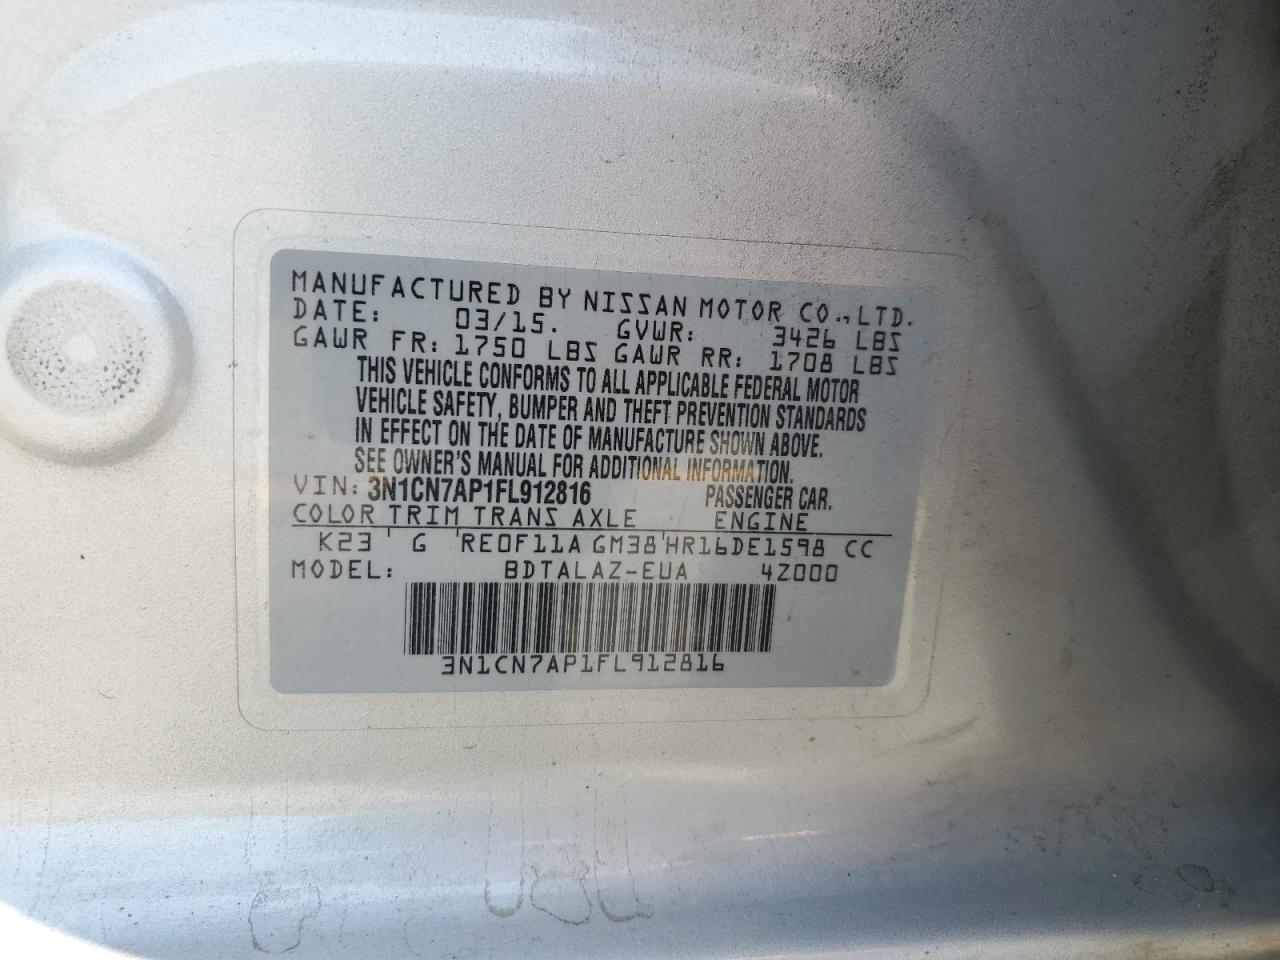 MANUFACTURED BY NISSAN MOTOR CO.,LTD.
DATE: 03/15. GVWR: 3426 LBS
GAWR FR: 1750 LBS GAWR RR: 1708 LBS
THIS VEHICLE CONFORMS TO ALL APPLICABLE FEDERAL MOTOR
VEHICLE SAFETY, BUMPER AND THEFT PREVENTION STANDARDS
IN EFFECT ON THE DATE OF MANUFACTURE SHOWN ABOVE.
SEE OWNER'S MANUAL FOR ADDITIONAL INFORMATION.
VIN: 3N1CN7AP1FL912816 PASSENGER CAR.
COLOR TRIM TRANS AXLE ENGINE
K23 G RE0F11A GM38 HR16DE1598 CC
MODEL: BDTALAZ-EUA 4Z000
3N1CN7AP1FL912816